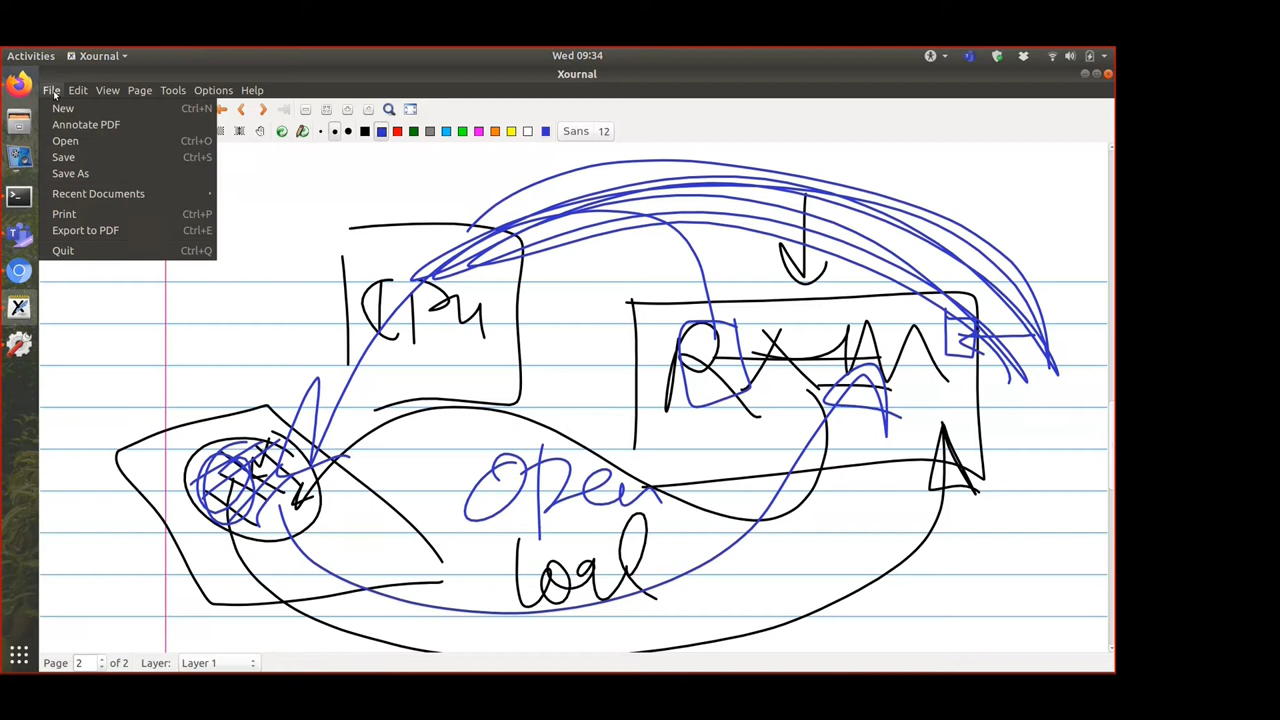 Activities Xournal Wed 09:34
Xournal
File Edit View Page Tools Options Help
New Ctrl+N
Annotate PDF
Open Ctrl+O
Save Ctrl+S
Save As
Recent Documents
Print Ctrl+P
Export to PDF Ctrl+E
Quit Ctrl+Q
Sans 12
CPU
RAM
open
load
Page 2 of 2 Layer: Layer 1